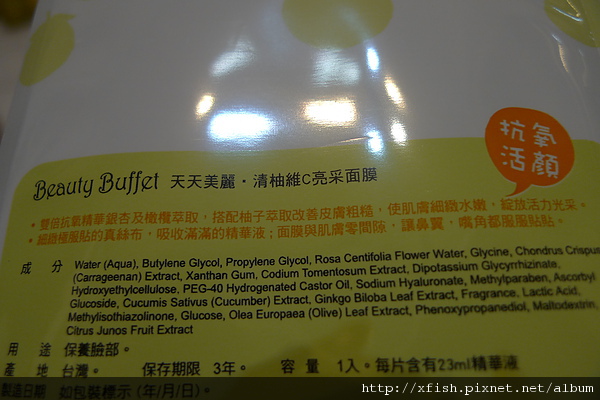 抗氧
活顏
Beauty Buffet 天天美麗・清柚維C亮采面膜
・雙倍抗氧精華銀杏及橄欖萃取，搭配柚子萃取改善皮膚粗糙，使肌膚細緻水嫩，綻放活力光采。
・細緻極服貼的真絲布，吸收滿滿的精華液；面膜與肌膚零間隙，讓鼻翼，嘴角都服服貼貼。
成 分 Water (Aqua), Butylene Glycol, Propylene Glycol, Rosa Centifolia Flower Water, Glycine, Chondrus Crispus
(Carrageenan) Extract, Xanthan Gum, Codium Tomentosum Extract, Dipotassium Glycyrrhizinate,
Hydroxyethylcellulose, PEG-40 Hydrogenated Castor Oil, Sodium Hyaluronate, Methylparaben, Ascorbyl
Glucoside, Cucumis Sativus (Cucumber) Extract, Ginkgo Biloba Leaf Extract, Fragrance, Lactic Acid,
Methylisothiazolinone, Glucose, Olea Europaea (Olive) Leaf Extract, Phenoxypropanediol, Maltodextrin,
Citrus Junos Fruit Extract
用 途 保養臉部。
產 地 台灣。 保存期限 3年。 容 量 1入。每片含有23ml精華液
製造日期 如包裝標示 (年/月/日)。
http://xfish.pixnet.net/album